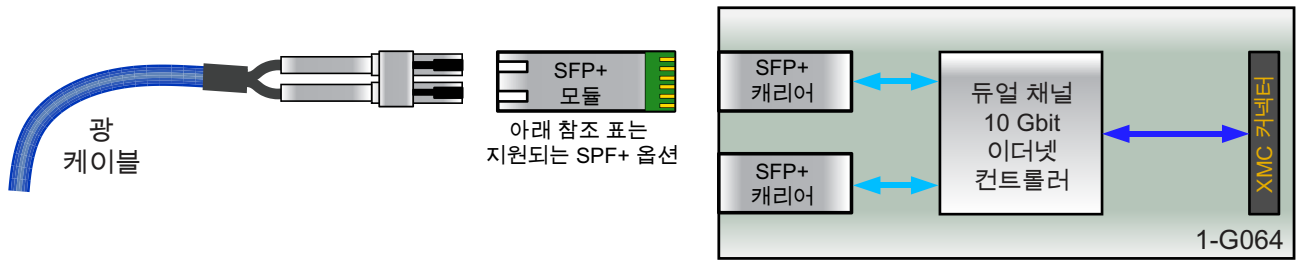 광
케이블
SFP+
모듈
아래 참조 표는
지원되는 SPF+ 옵션
SFP+
캐리어
SFP+
캐리어
듀얼 채널
10 Gbit
이더넷
컨트롤러
XMC 커넥터
1-G064